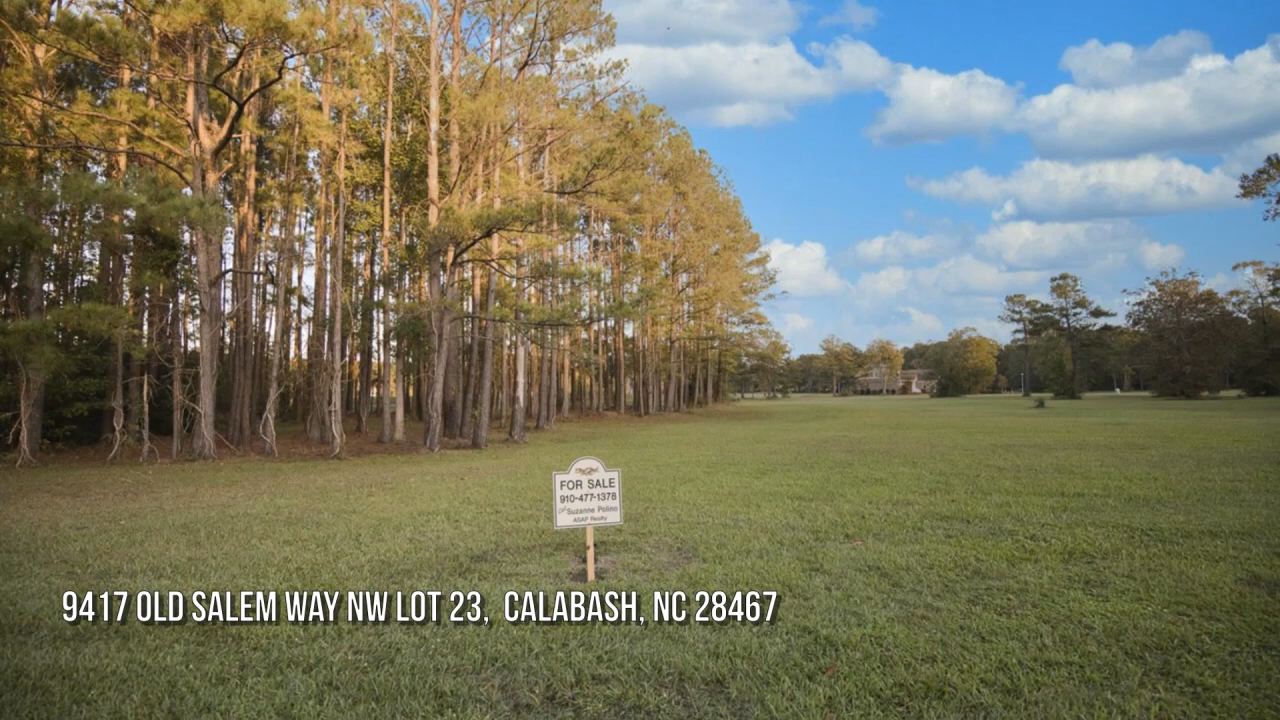 FOR SALE
910-477-1378
Call Suzanne Polino
ASAP Realty
9417 OLD SALEM WAY NW LOT 23, CALABASH, NC 28467